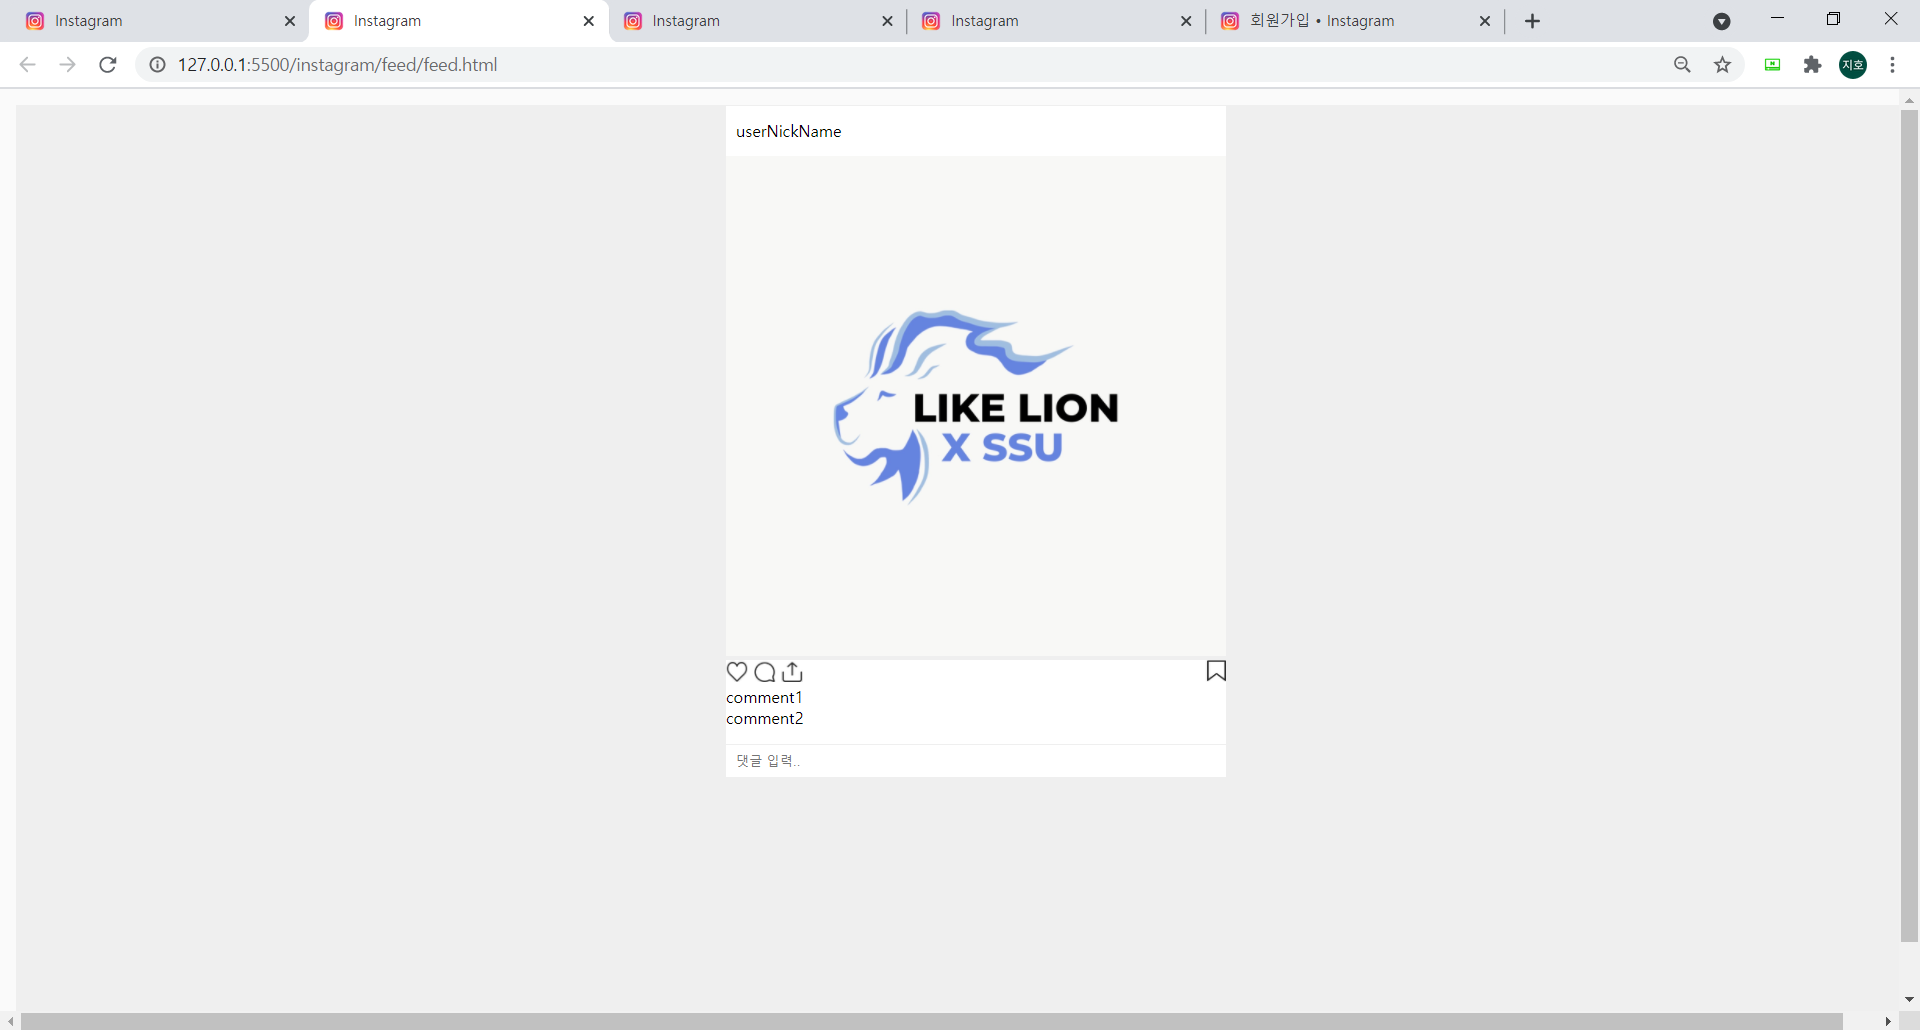 Instagram
Instagram
Instagram
Instagram
회원가입 • Instagram
127.0.0.1:5500/instagram/feed/feed.html
지호
userNickName
LIKE LION
X SSU
comment1
comment2
댓글 입력..